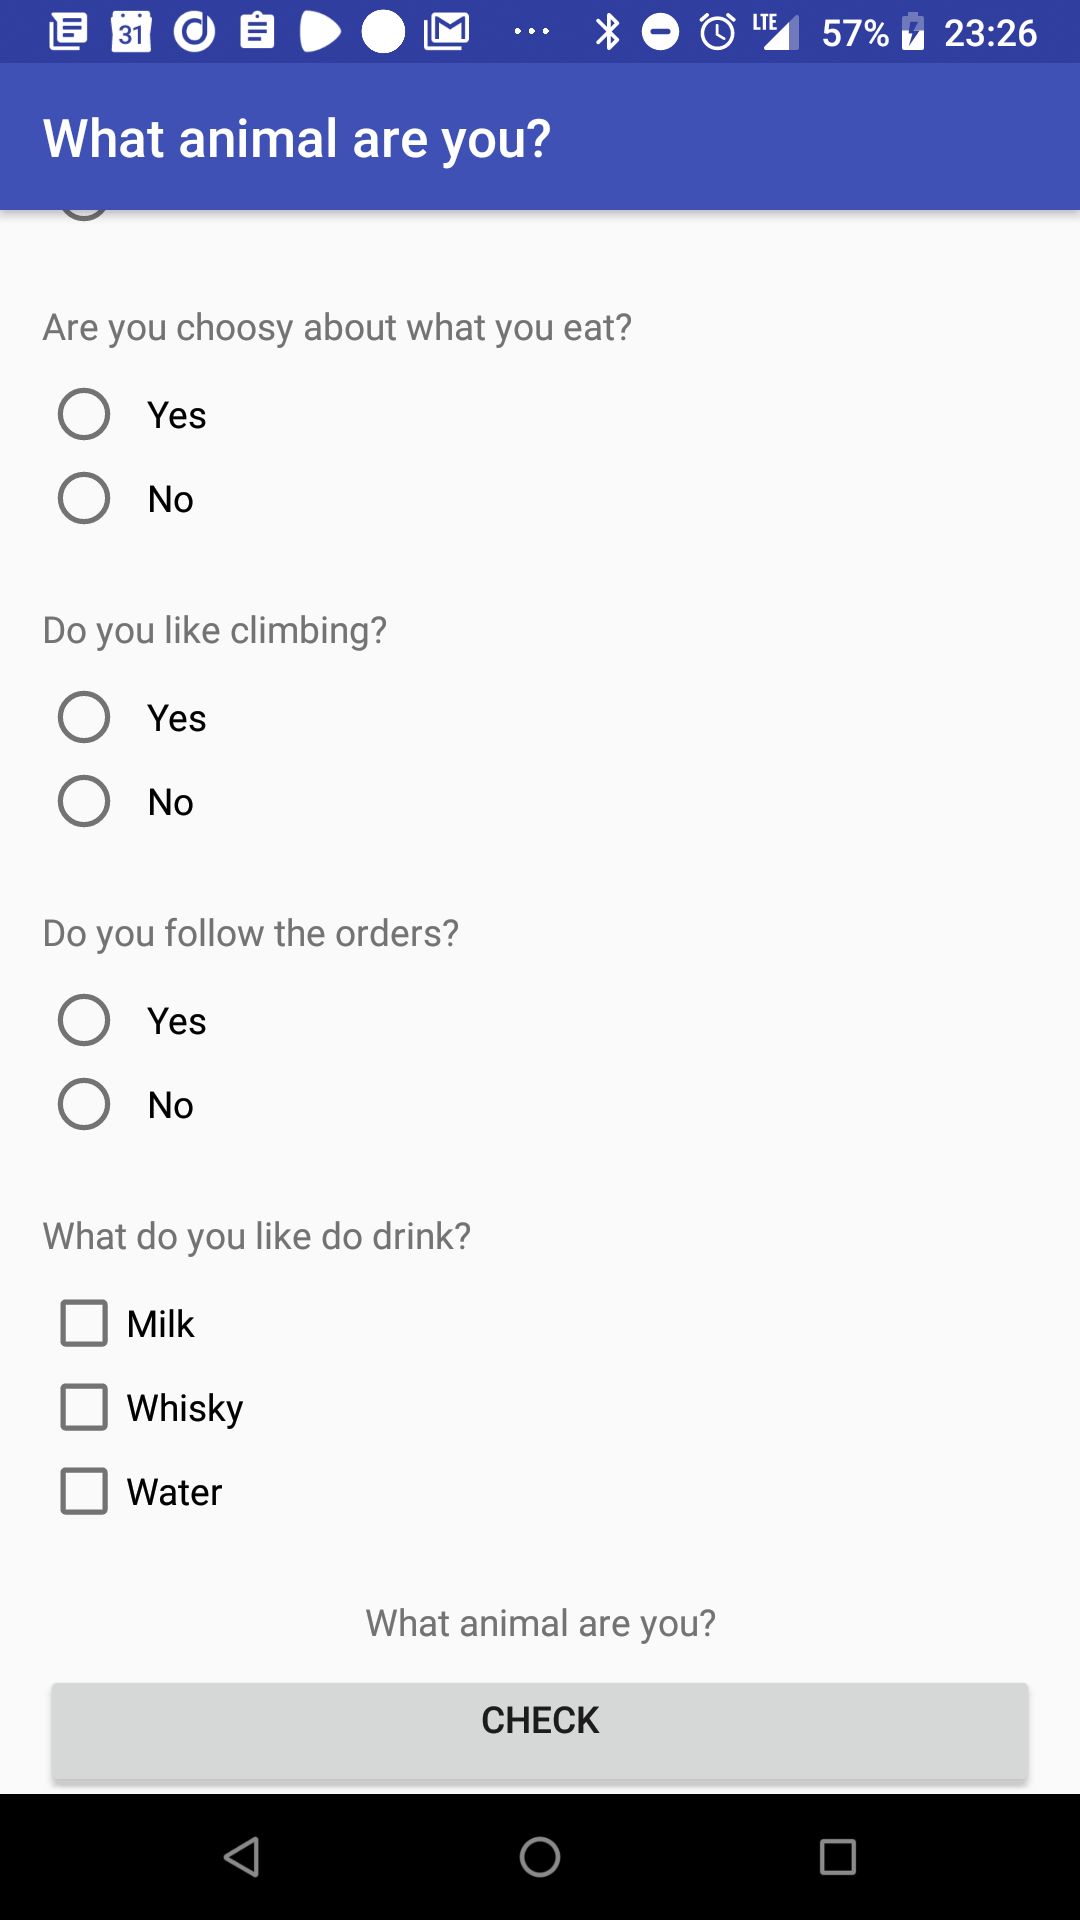 31 LTE 57% 23:26
What animal are you?
Are you choosy about what you eat?
Yes
No
Do you like climbing?
Yes
No
Do you follow the orders?
Yes
No
What do you like do drink?
Milk
Whisky
Water
What animal are you?
CHECK